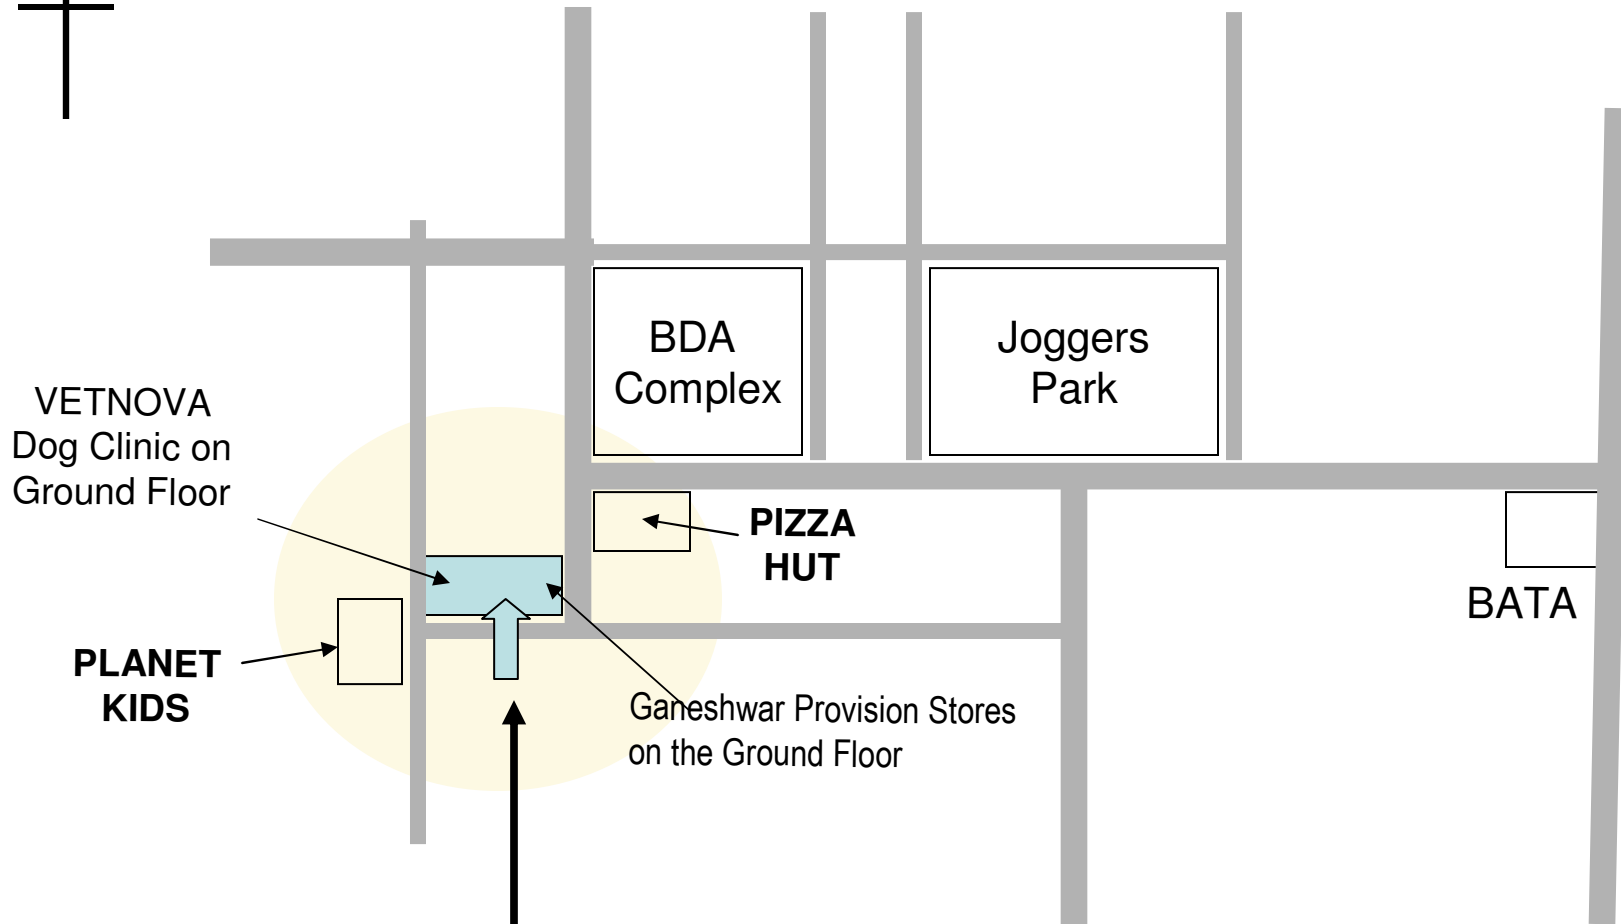 BDA
Complex
Joggers
Park
VETNOVA
Dog Clinic on
Ground Floor
PIZZA
HUT
BATA
PLANET
KIDS
Ganeshwar Provision Stores
on the Ground Floor